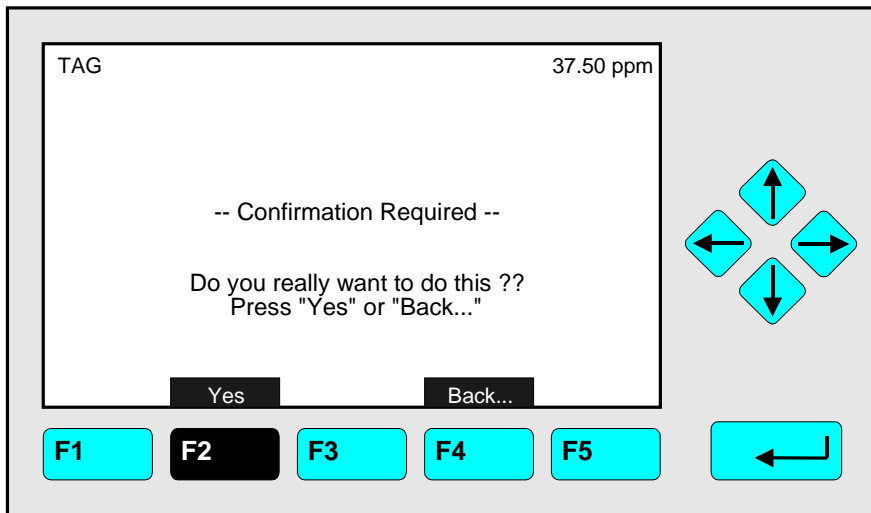 TAG 37.50 ppm
-- Confirmation Required --
Do you really want to do this ??
Press "Yes" or "Back..."
Yes Back...
F1 F2 F3 F4 F5